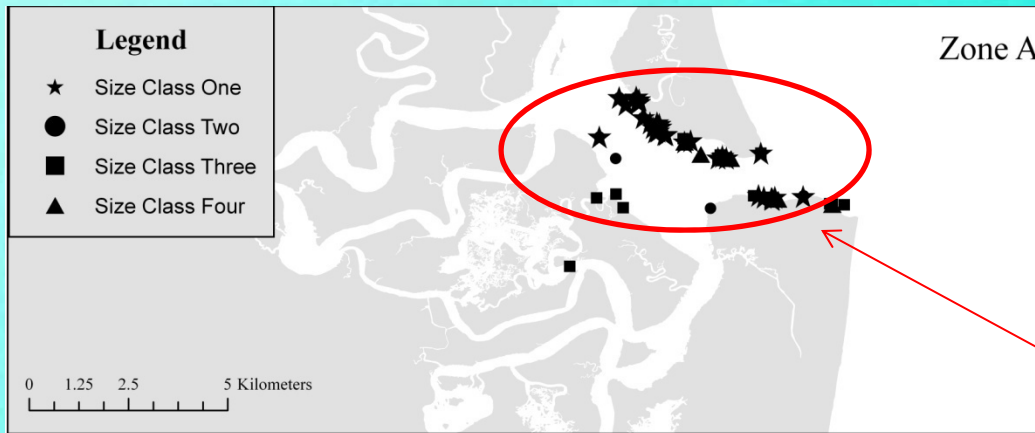 Legend
Size Class One
Size Class Two
Size Class Three
Size Class Four
Zone A
0 1.25 2.5 5 Kilometers